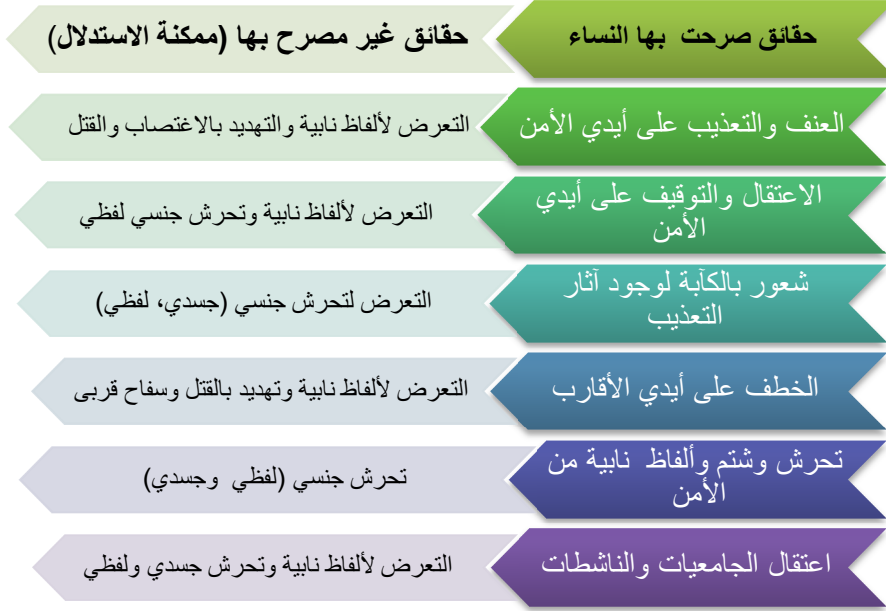 حقائق صرحت بها النساء
حقائق غير مصرح بها (ممكنة الاستدلال)
العنف والتعذيب على أيدي الأمن
التعرض لألفاظ نابية والتهديد بالاغتصاب والقتل
الاعتقال والتوقيف على أيدي
الأمن
التعرض لألفاظ نابية وتحرش جنسي لفظي
شعور بالكآبة لوجود آثار
التعذيب
التعرض لتحرش جنسي (جسدي، لفظي)
الخطف على أيدي الأقارب
التعرض لألفاظ نابية وتهديد بالقتل وسفاح قربى
تحرش وشتم وألفاظ نابية من
الأمن
تحرش جنسي (لفظي وجسدي)
اعتقال الجامعيات والناشطات
التعرض لألفاظ نابية وتحرش جسدي ولفظي